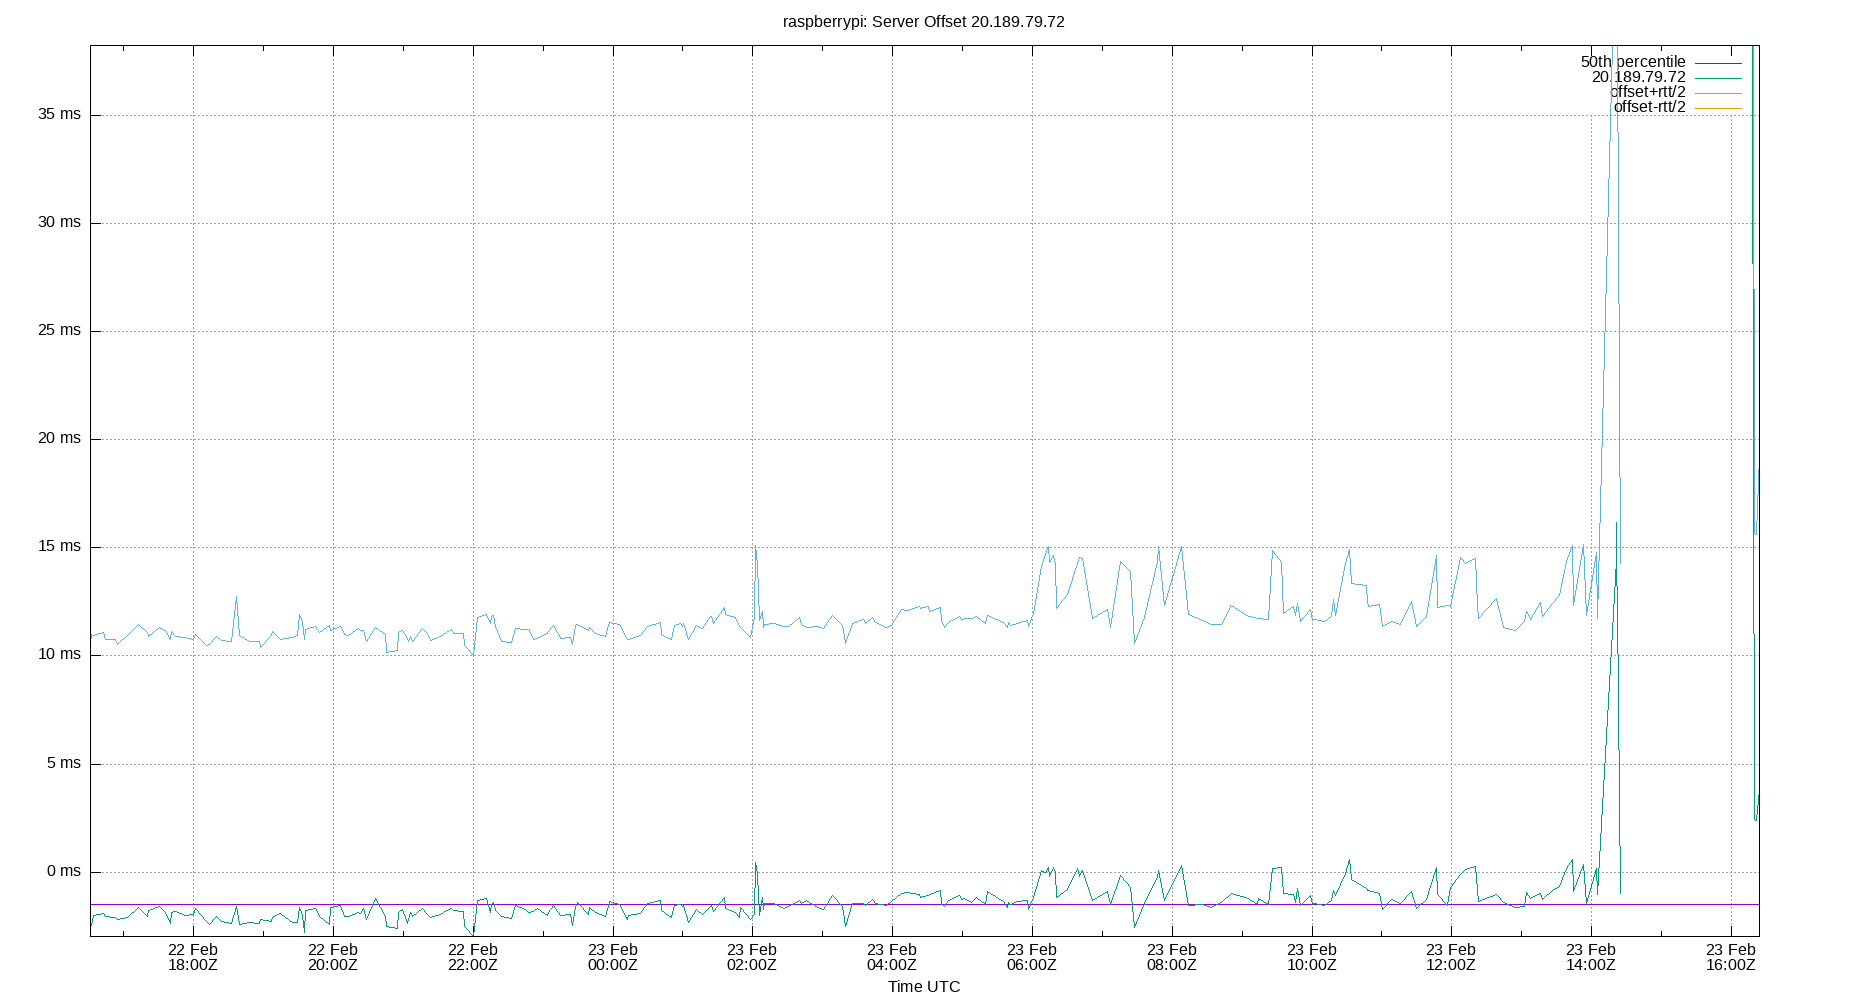 raspberrypi: Server Offset 20.189.79.72
50th percentile
20.189.79.72
offset+rtt/2
offset-rtt/2
35 ms
30 ms
25 ms
20 ms
15 ms
10 ms
5 ms
0 ms
22 Feb 22 Feb 22 Feb 23 Feb 23 Feb 23 Feb 23 Feb 23 Feb 23 Feb 23 Feb 23 Feb 23 Feb
18:00Z 20:00Z 22:00Z 00:00Z 02:00Z 04:00Z 06:00Z 08:00Z 10:00Z 12:00Z 14:00Z 16:00Z
Time UTC